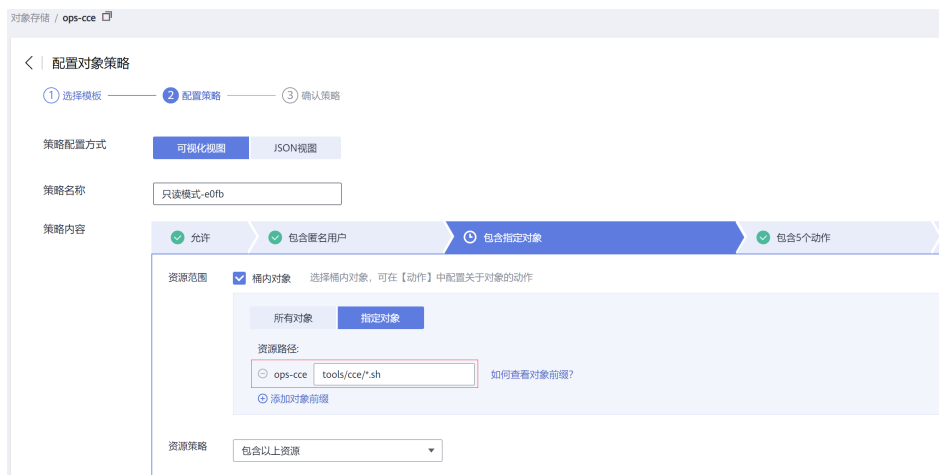 对象存储 / ops-cce
配置对象策略
1 选择模板 2 配置策略 3 确认策略
策略配置方式 可视化视图 JSON视图
策略名称 只读模式-e0fb
策略内容 允许 包含匿名用户 包含指定对象 包含5个动作
资源范围 桶内对象 选择桶内对象，可在【动作】中配置关于对象的动作
所有对象 指定对象
资源路径:
ops-cce tools/cce/*.sh 如何查看对象前缀?
添加对象前缀
资源策略 包含以上资源